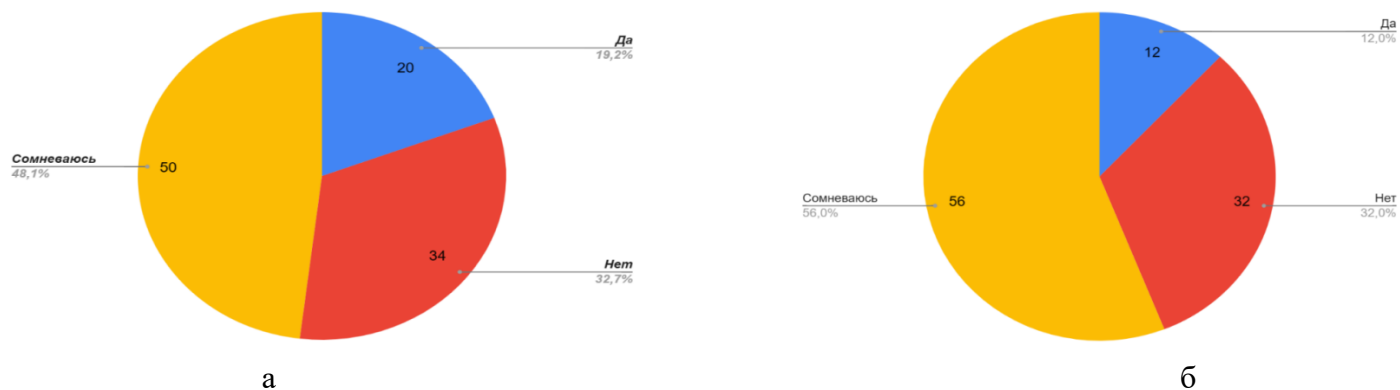 Да
19,2%
20
Сомневаюсь
48,1%
50
34
Нет
32,7%
а
Да
12,0%
12
Сомневаюсь
56,0%
56
32
Нет
32,0%
б